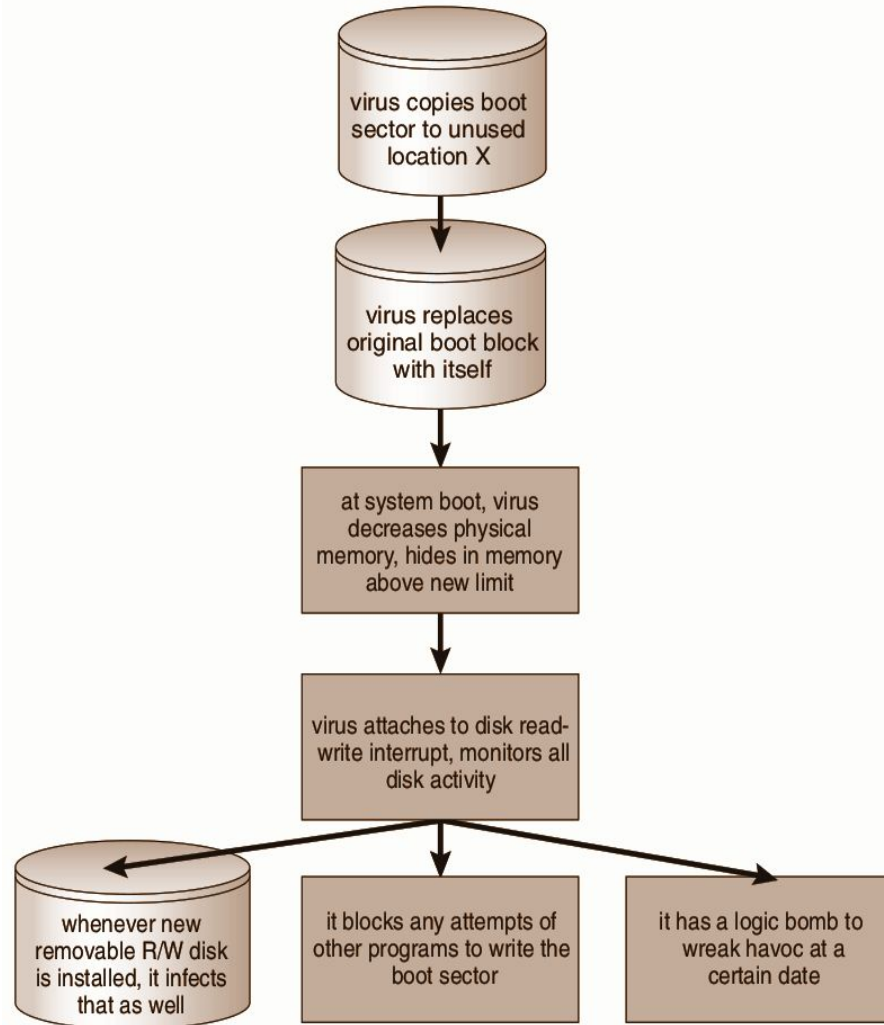 virus copies boot
sector to unused
location X
virus replaces
original boot block
with itself
at system boot, virus
decreases physical
memory, hides in memory
above new limit
virus attaches to disk read-
write interrupt, monitors all
disk activity
whenever new
removable R/W disk
is installed, it infects
that as well
it blocks any attempts of
other programs to write the
boot sector
it has a logic bomb to
wreak havoc at a
certain date